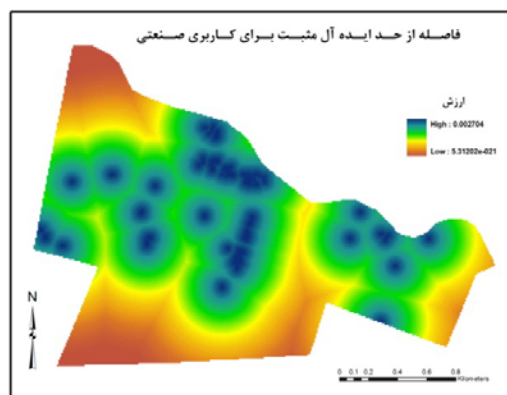 فاصله از حد ایده آل مثبت برای کاربری صنعتی
ارزش
High : 0.002704
Low : 5.31202e-021
N
0 0.1 0.2 0.4 0.6 0.8
Kilometers